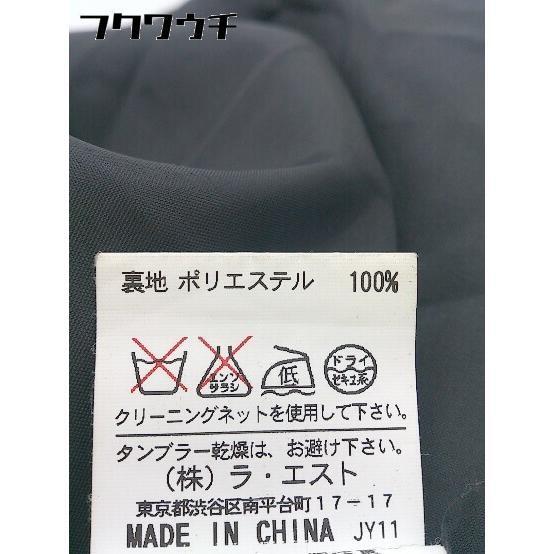 フクワウチ
裏地 ポリエステル 100%
エンソサラシ 低 ドライ セキユ系
クリーニングネットを使用して下さい。
タンブラー乾燥は、お避け下さい。
(株) ラ・エスト
東京都渋谷区南平台町17-17
MADE IN CHINA JY11